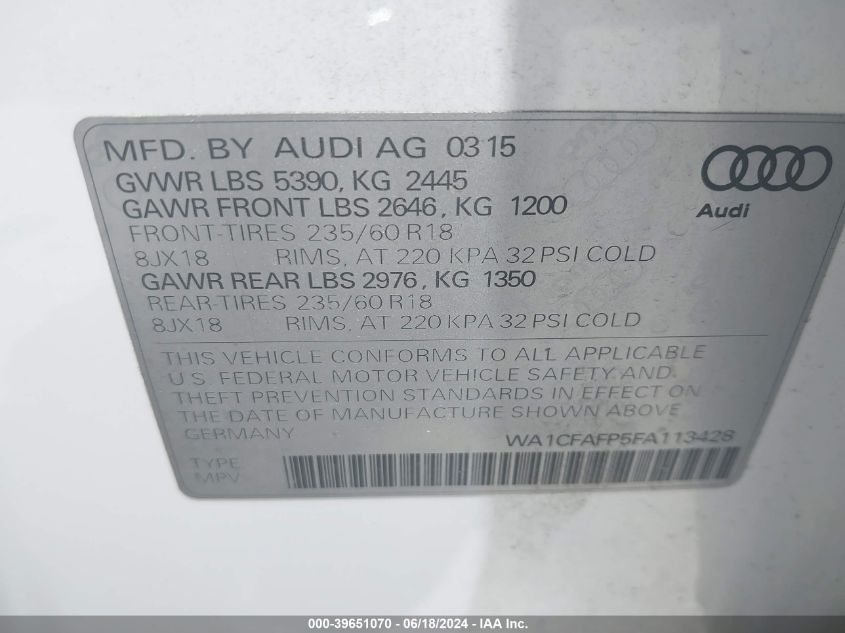 MFD. BY AUDI AG 03 15
GVWR LBS 5390, KG 2445
GAWR FRONT LBS 2646, KG 1200
FRONT-TIRES 235/60 R18
8JX18 RIMS, AT 220 KPA 32 PSI COLD
GAWR REAR LBS 2976, KG 1350
REAR-TIRES 235/60 R18
8JX18 RIMS, AT 220 KPA 32 PSI COLD
Audi
THIS VEHICLE CONFORMS TO ALL APPLICABLE
U.S. FEDERAL MOTOR VEHICLE SAFETY AND
THEFT PREVENTION STANDARDS IN EFFECT ON
THE DATE OF MANUFACTURE SHOWN ABOVE
GERMANY WA1CFAFP5FA113428
TYPE
MPV
000-39651070 - 06/18/2024 - IAA Inc.